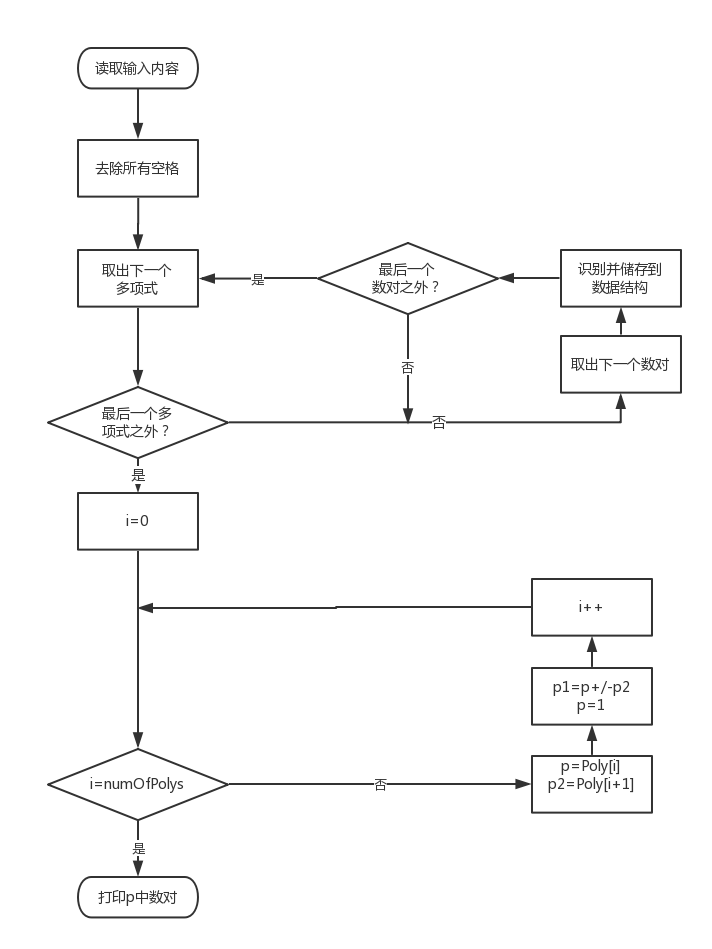 读取输入内容
去除所有空格
取出下一个
多项式
是
最后一个
数对之外？
识别并储存到
数据结构
取出下一个数对
否
最后一个多
项式之外？
否
是
i=0
i++
p1=p+/-p2
p=1
p=Poly[i]
p2=Poly[i+1]
i=numOfPolys
否
是
打印p中数对